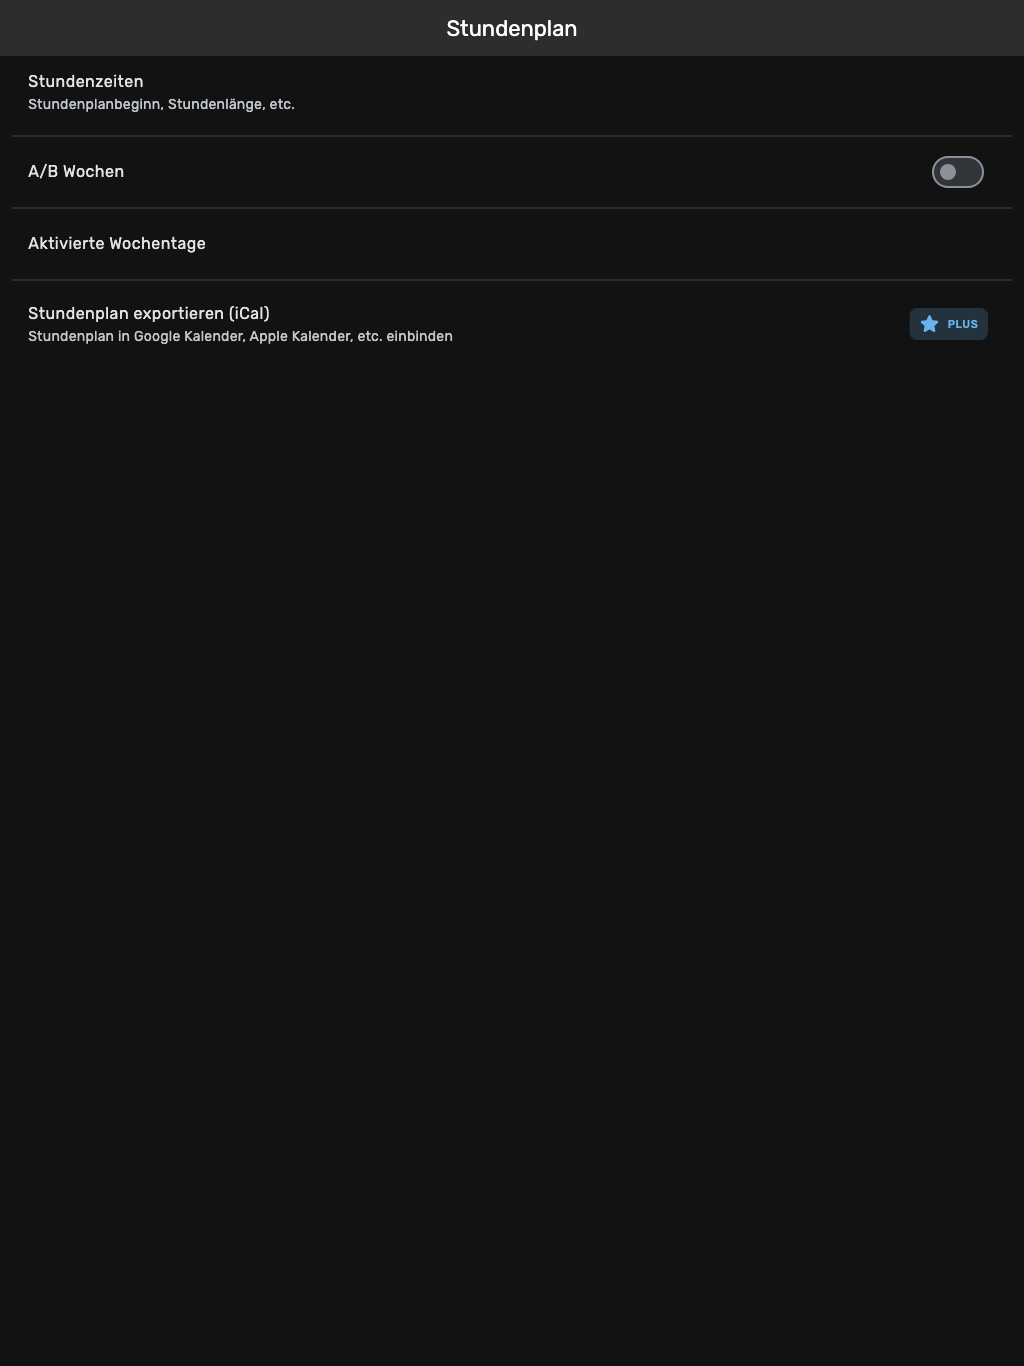 Stundenplan
Stundenzeiten
Stundenplanbeginn, Stundenlänge, etc.
A/B Wochen
Aktivierte Wochentage
Stundenplan exportieren (iCal)
Stundenplan in Google Kalender, Apple Kalender, etc. einbinden
PLUS